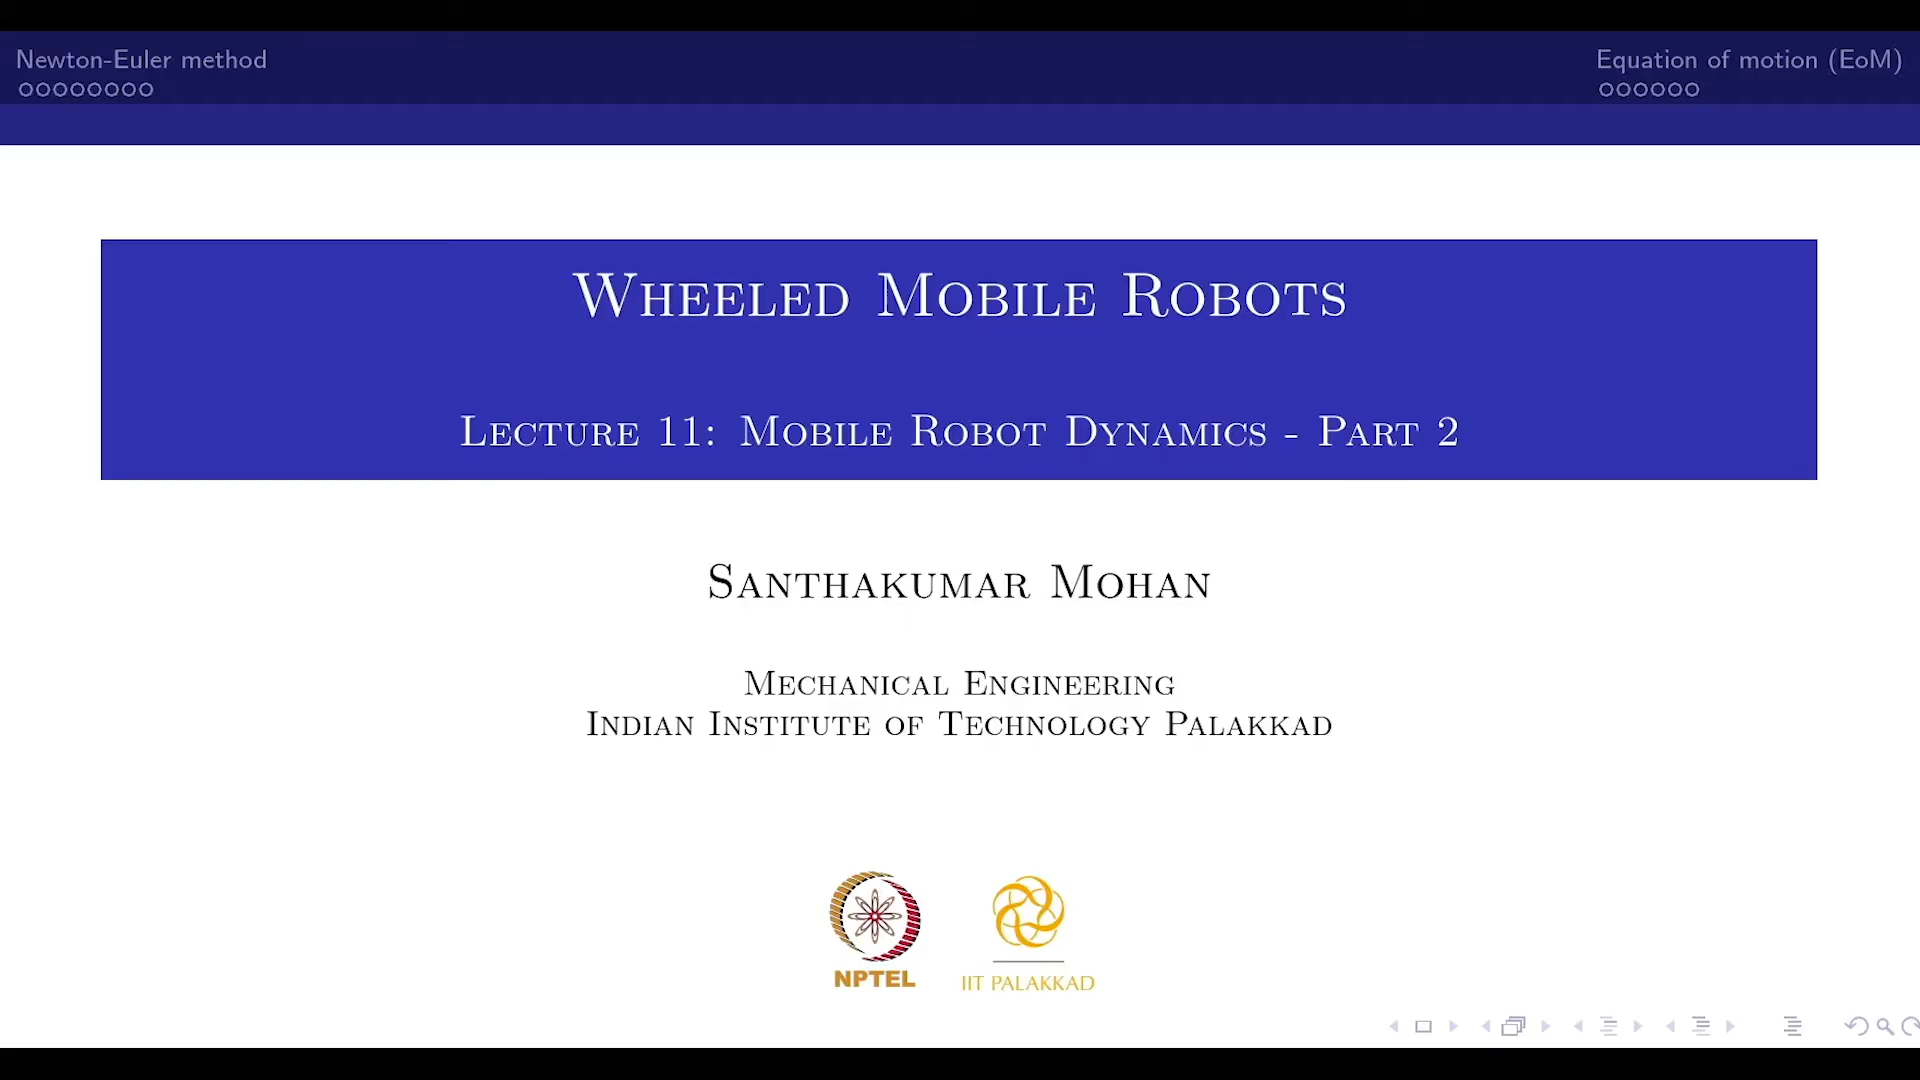 Newton-Euler method
Equation of motion (EoM)
Wheeled Mobile Robots
Lecture 11: Mobile Robot Dynamics - Part 2
Santhakumar Mohan
Mechanical Engineering
Indian Institute of Technology Palakkad
NPTEL
IIT PALAKKAD